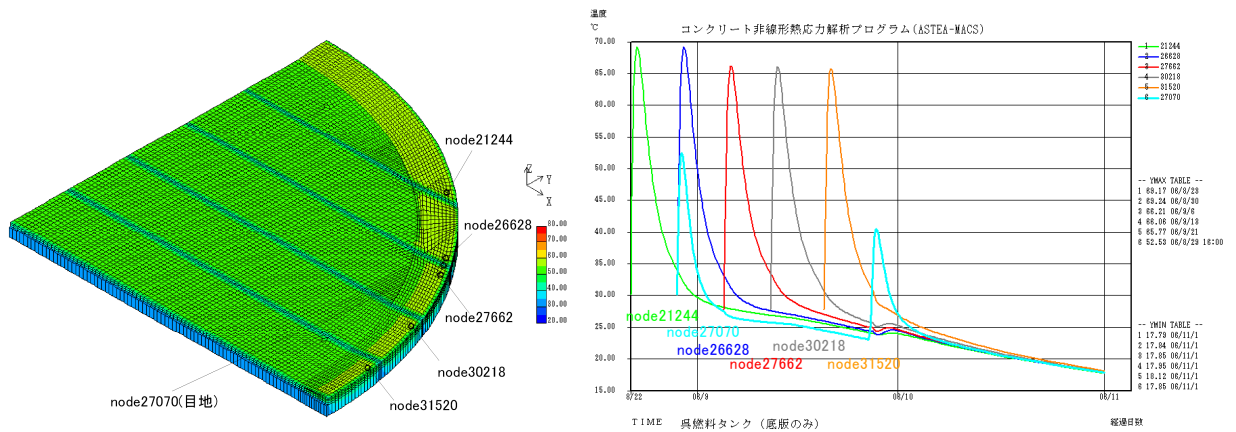 node21244
node26628
node27662
node30218
node31520
node27070(目地)
Z
Y
X
80.00
70.00
60.00
50.00
40.00
30.00
20.00
温度
℃
コンクリート非線形熱応力解析プログラム(ASTEA-MACS)
70.00
65.00
60.00
55.00
50.00
45.00
40.00
35.00
30.00
25.00
20.00
15.00
node21244
node27070
node26628
node27662
node30218
node31520
8/22
06/9
06/10
06/11
TIME 呉燃料タンク(底版のみ)
経過日数
1 21244
2 26628
3 27662
4 30218
5 31520
6 27070
-- YMAX TABLE --
1 69.17 06/8/23
2 69.24 06/8/30
3 66.21 06/9/6
4 66.06 06/9/13
5 65.77 06/9/21
6 52.53 06/8/29 16:00
-- YMIN TABLE --
1 17.79 06/11/1
2 17.84 06/11/1
3 17.85 06/11/1
4 17.95 06/11/1
5 18.12 06/11/1
6 17.85 06/11/1